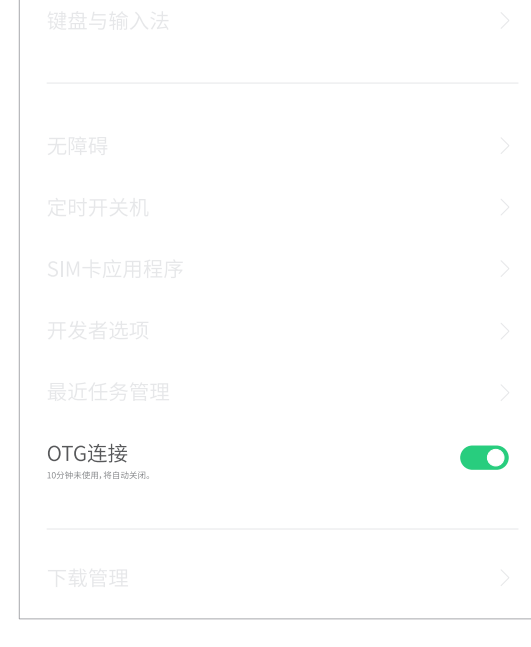 键盘与输入法
无障碍
定时开关机
SIM卡应用程序
开发者选项
最近任务管理
OTG连接
10分钟未使用，将自动关闭。
下载管理